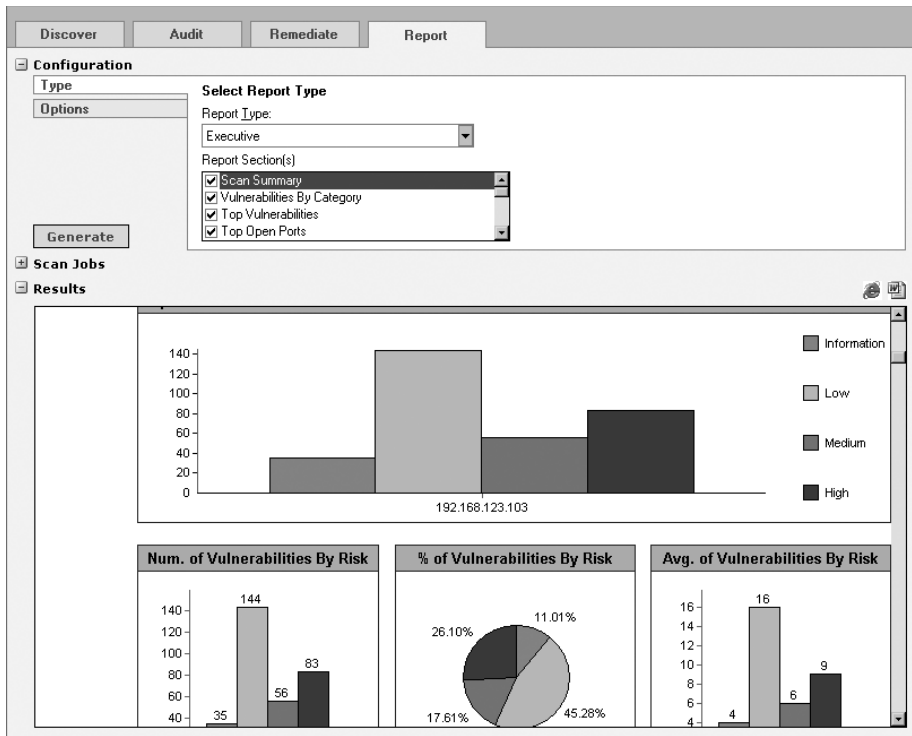 Discover Audit Remediate Report
Configuration
Type
Options
Select Report Type
Report Type:
Executive
Report Section(s)
Scan Summary
Vulnerabilities By Category
Top Vulnerabilities
Top Open Ports
Generate
Scan Jobs
Results
140
120
100
80
60
40
20
0
192.168.123.103
Information
Low
Medium
High
Num. of Vulnerabilities By Risk
140
120
100
80
60
40
35
144
56
83
% of Vulnerabilities By Risk
11.01%
26.10%
17.61%
45.28%
Avg. of Vulnerabilities By Risk
16
14
12
10
8
6
4
4
16
6
9